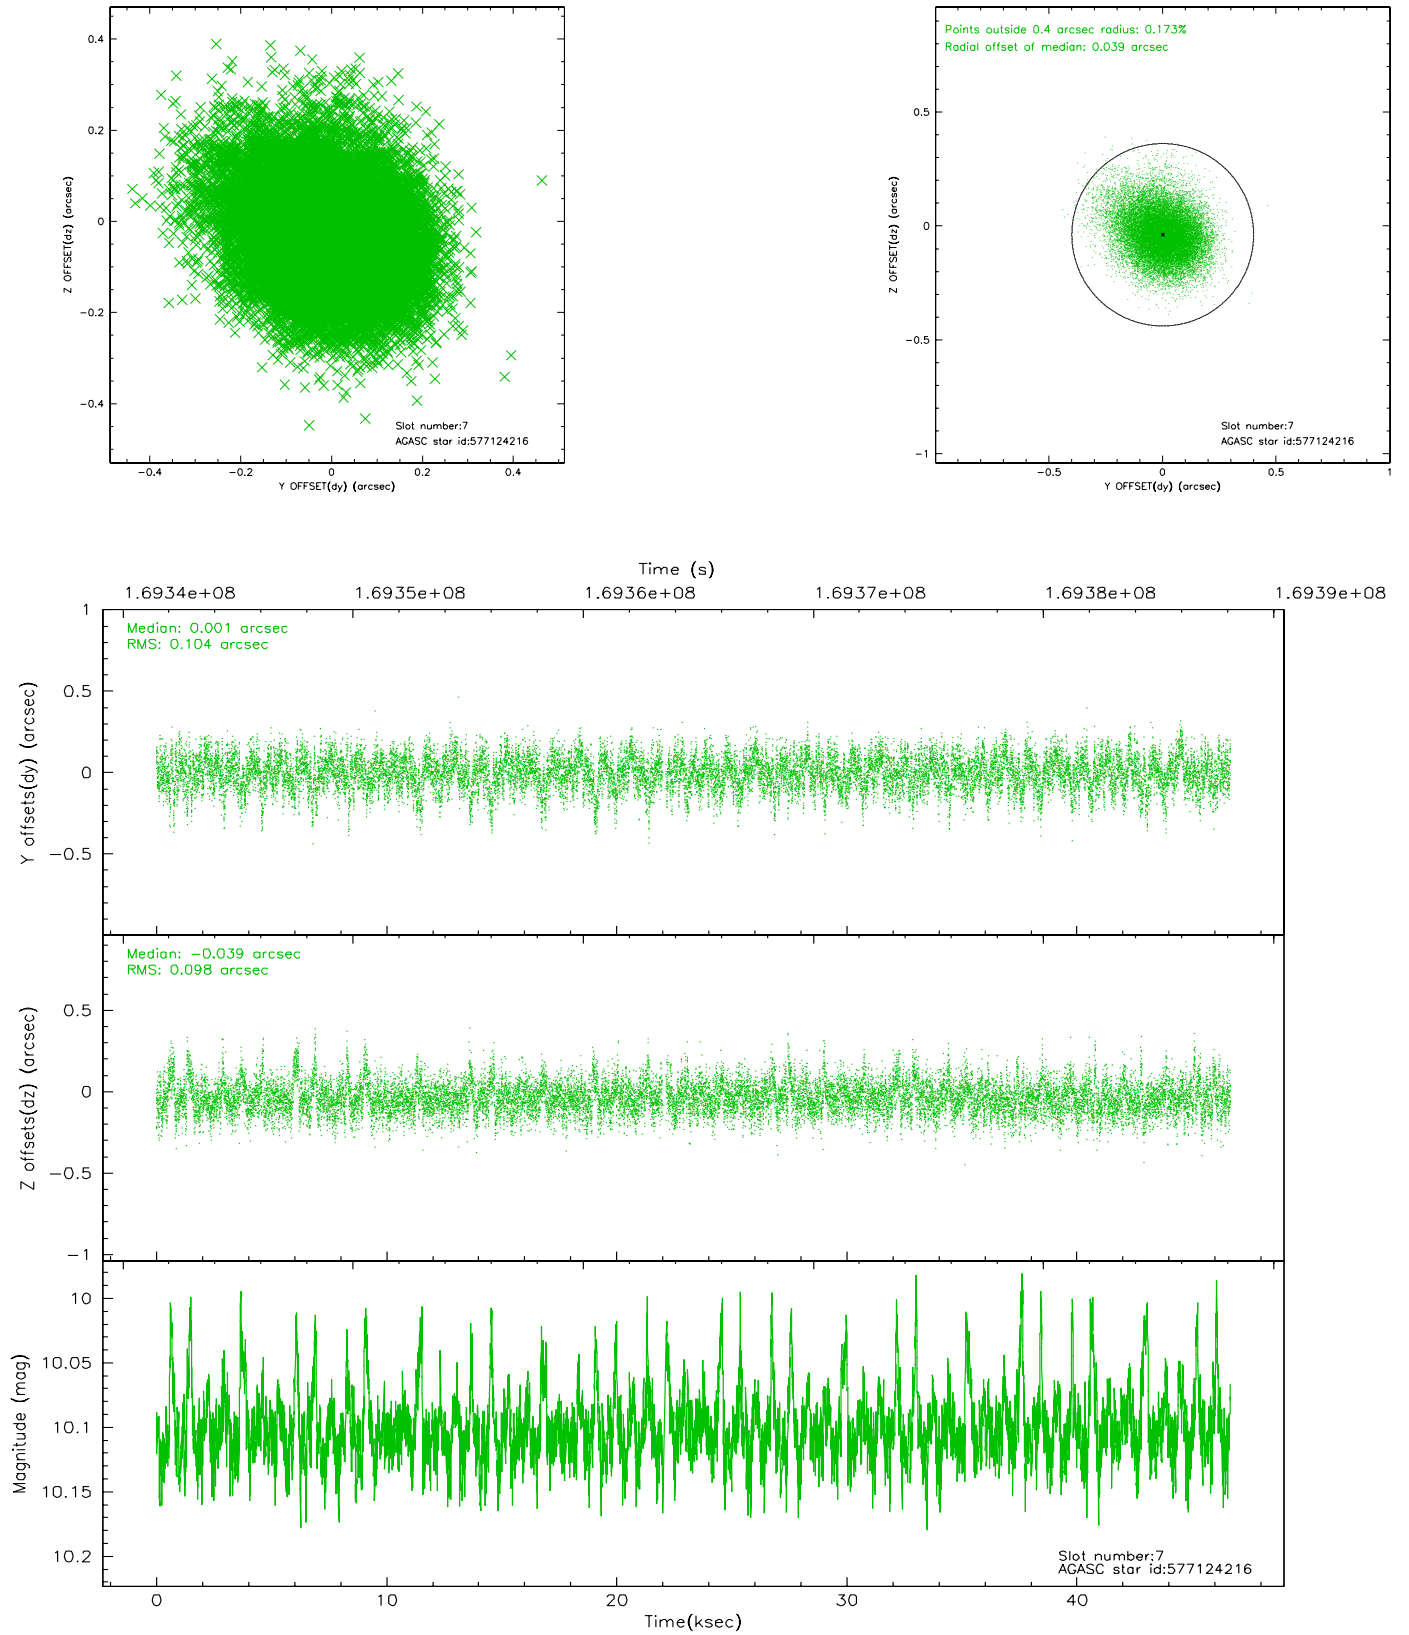 0.4
0.2
0
−0.2
−0.4
Z OFFSET(dz) (arcsec)
−0.4 −0.2 0 0.2 0.4
Y OFFSET(dy) (arcsec)
Slot number:7
AGASC star id:577124216
Points outside 0.4 arcsec radius: 0.173%
Radial offset of median: 0.039 arcsec
0.5
0
−0.5
−1
Z OFFSET(dz) (arcsec)
−0.5 0 0.5 1
Y OFFSET(dy) (arcsec)
Slot number:7
AGASC star id:577124216
Time (s)
1.6934e+08 1.6935e+08 1.6936e+08 1.6937e+08 1.6938e+08 1.6939e+08
Median: 0.001 arcsec
RMS: 0.104 arcsec
1
0.5
0
−0.5
Y offsets(dy) (arcsec)
Median: −0.039 arcsec
RMS: 0.098 arcsec
0.5
0
−0.5
−1
Z offsets(dz) (arcsec)
10
10.05
10.1
10.15
10.2
Magnitude (mag)
Slot number:7
AGASC star id:577124216
0 10 20 30 40
Time(ksec)